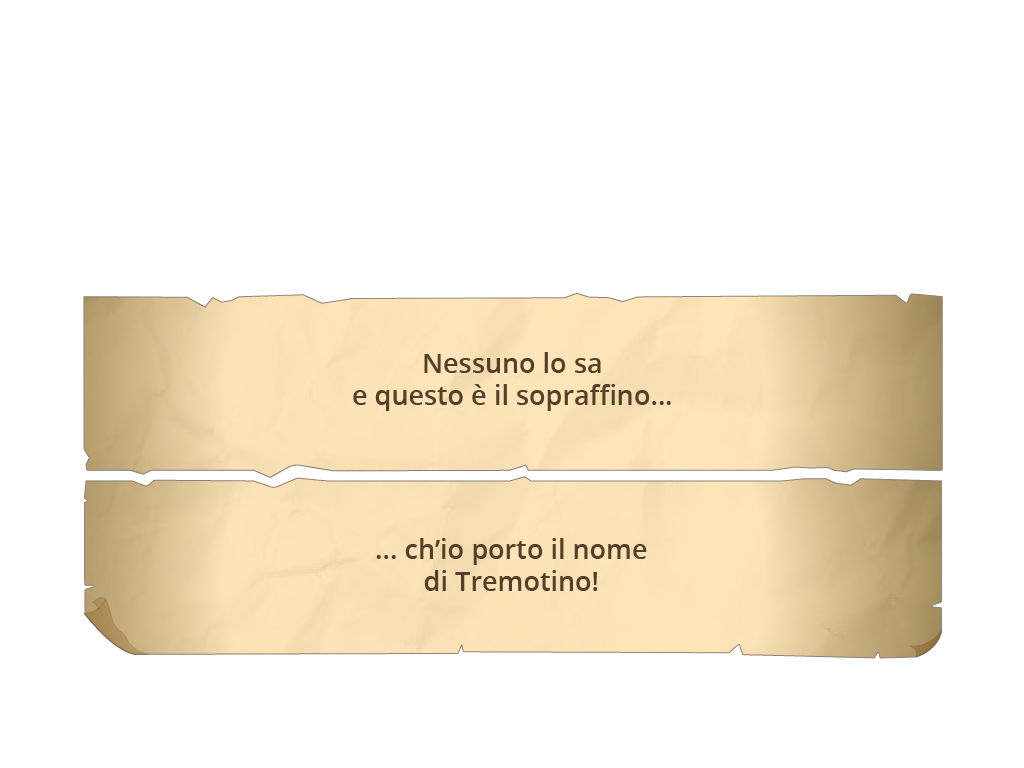 Nessuno lo sa
e questo è il sopraffino...
... ch’io porto il nome
di Tremotino!